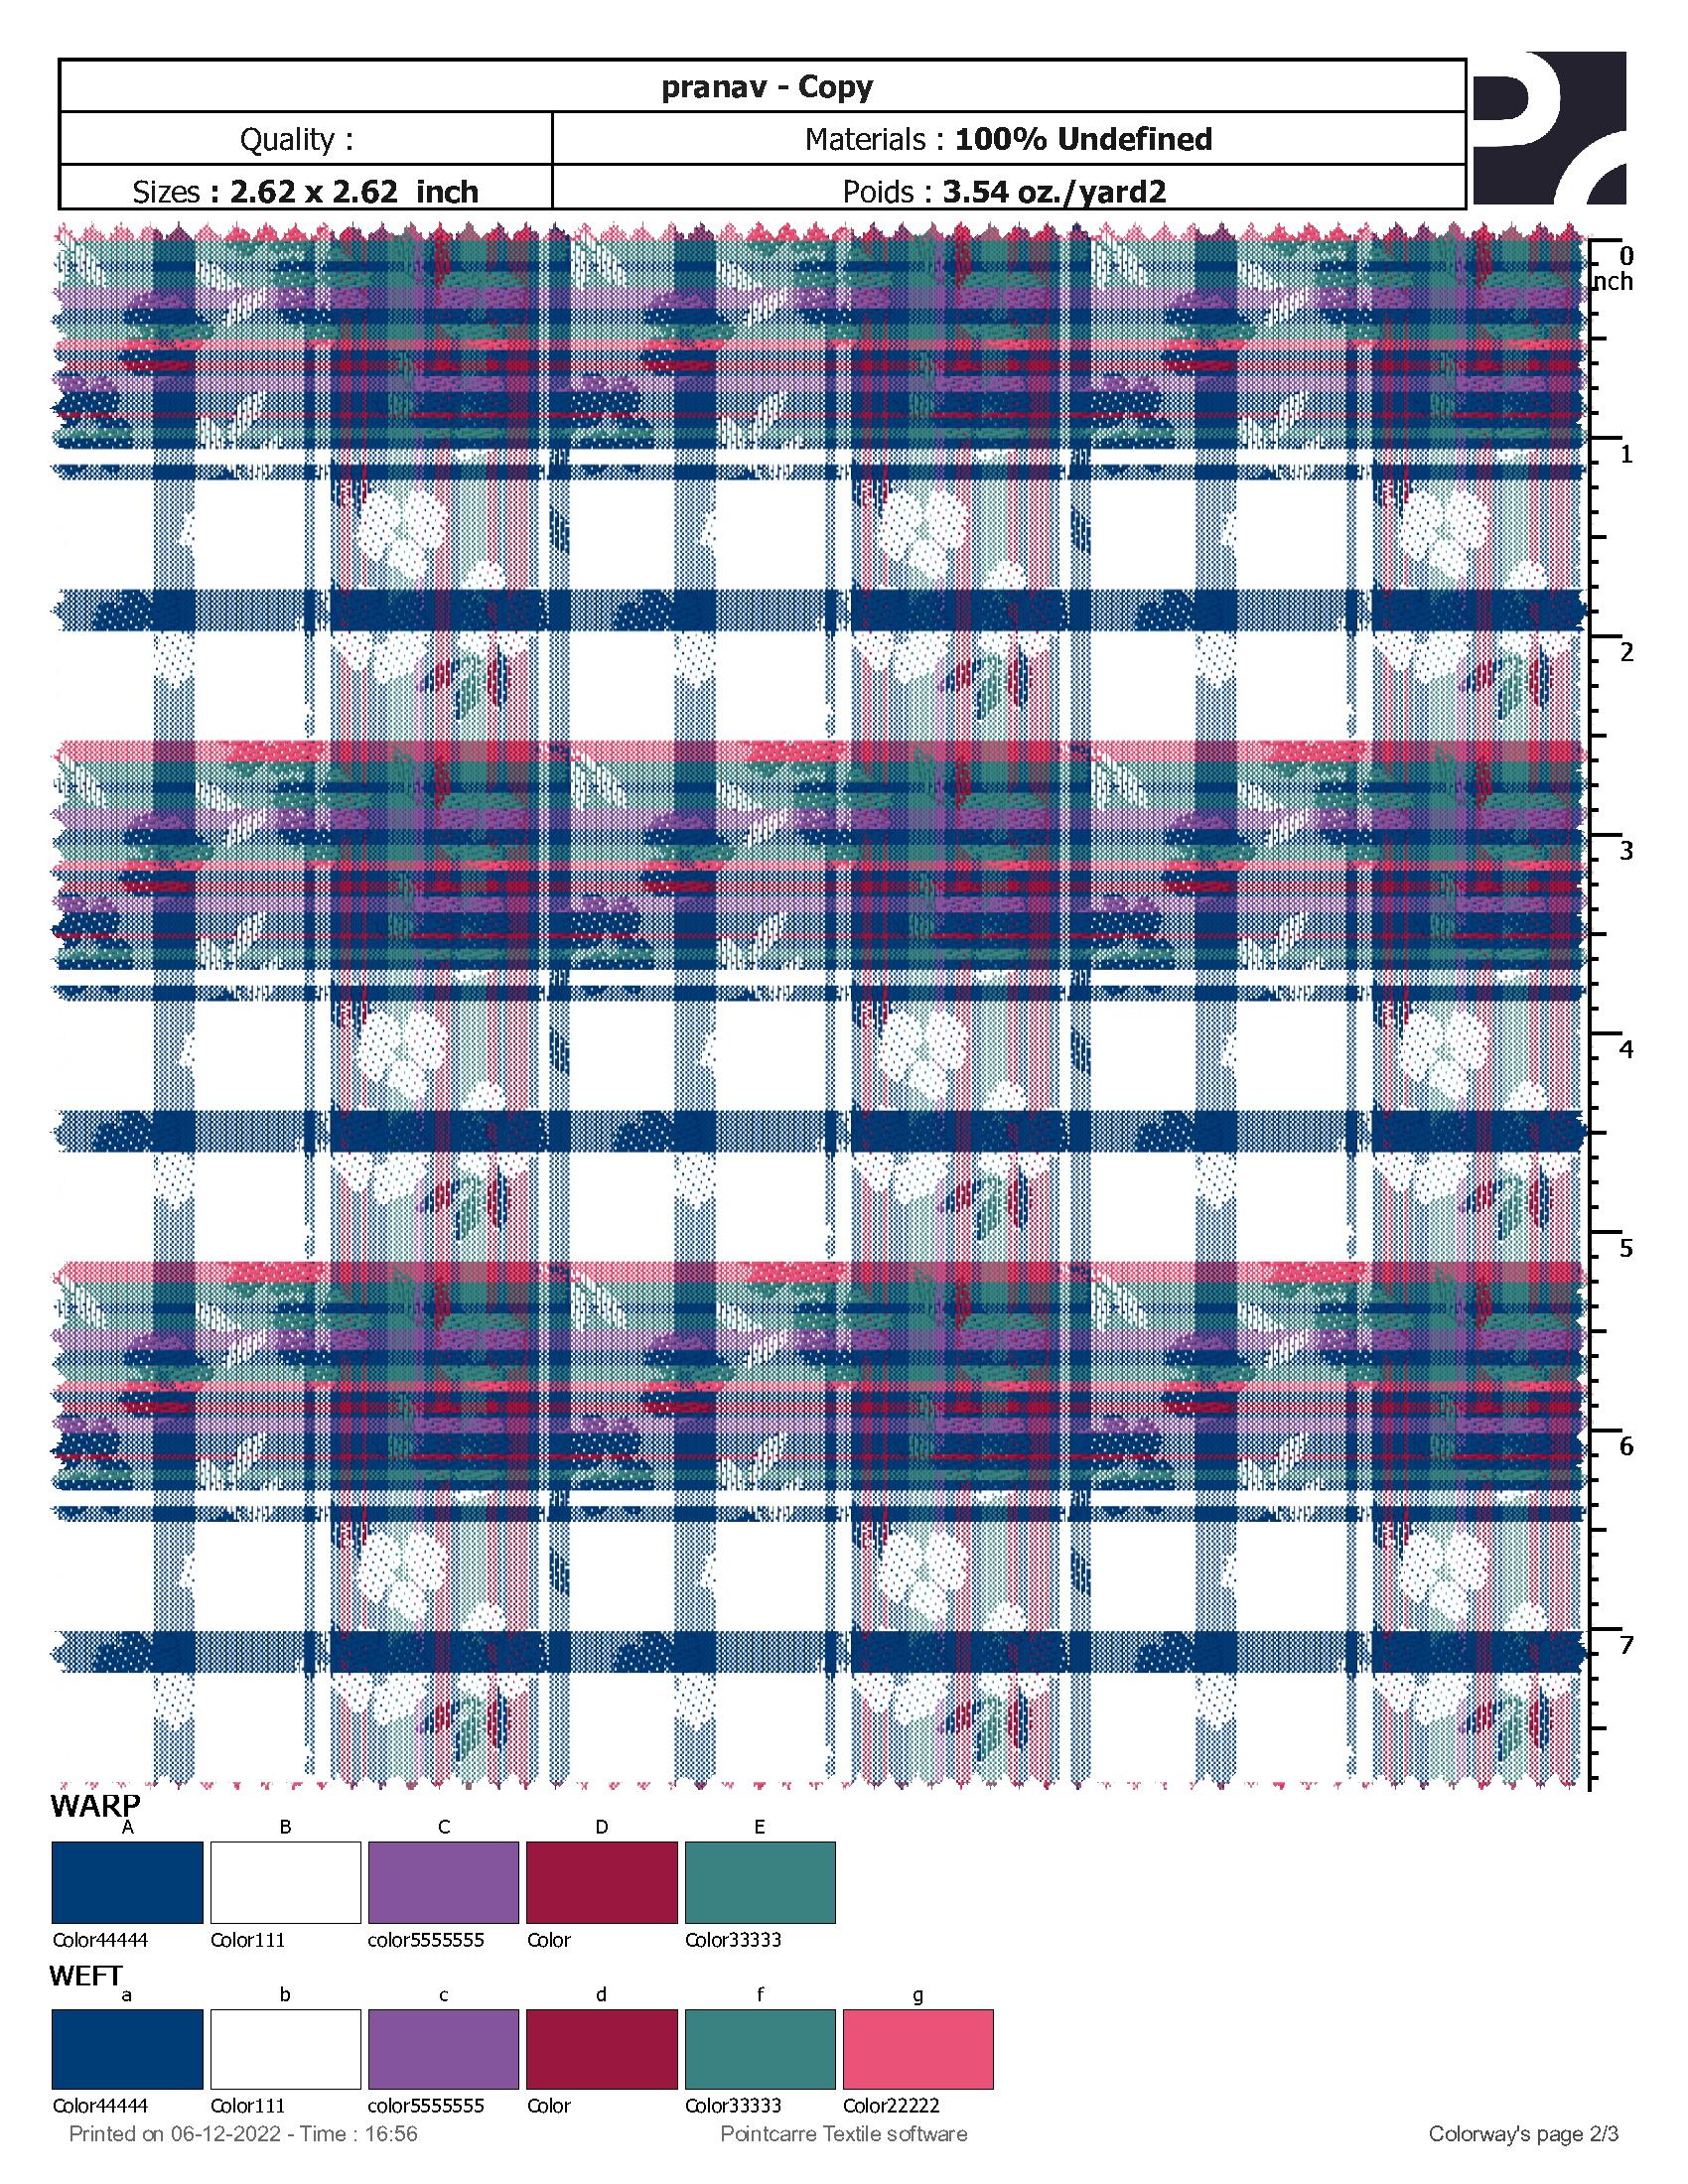 pranav - Copy
Quality :
Materials : 100% Undefined
Sizes : 2.62 x 2.62 inch
Poids : 3.54 oz./yard2
0
nch
1
2
3
4
5
6
7
WARP
A B C D E
Color44444 Color111 color5555555 Color Color33333
WEFT
a b c d f g
Color44444 Color111 color5555555 Color Color33333 Color22222
Printed on 06-12-2022 - Time : 16:56 Pointcarre Textile software Colorway's page 2/3